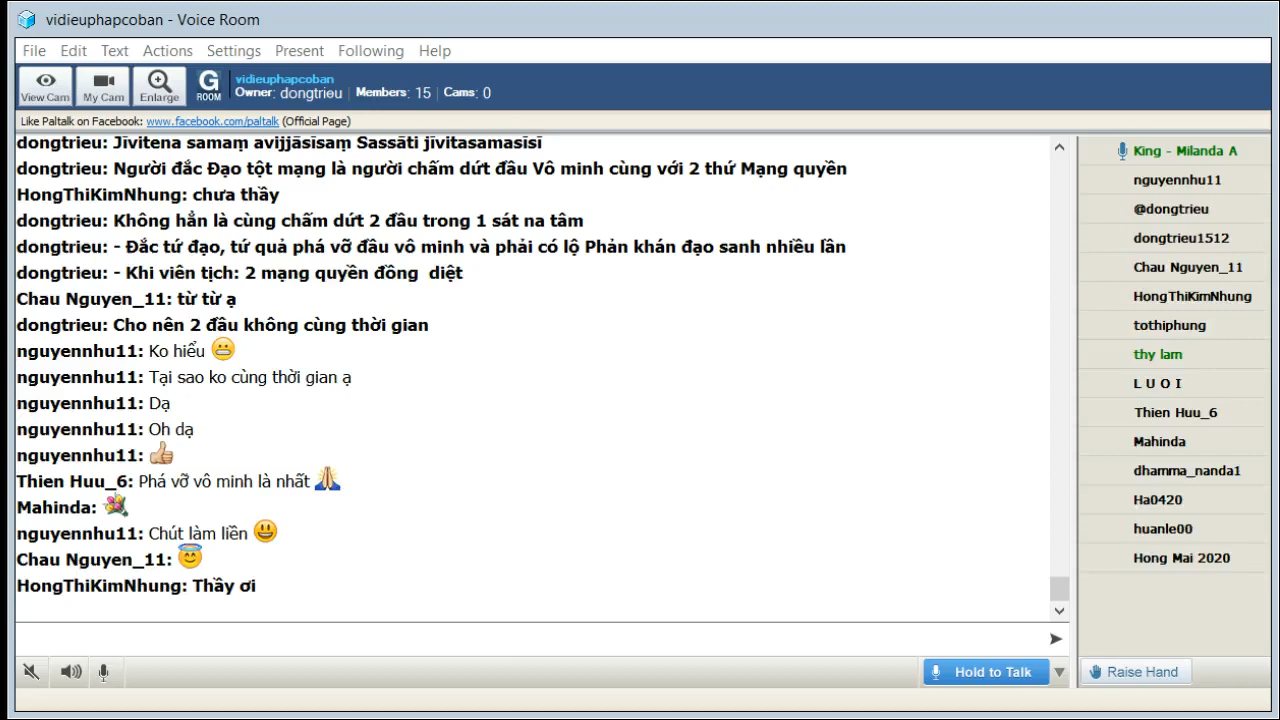 vidieuphapcoban - Voice Room
File Edit Text Actions Settings Present Following Help
View Cam My Cam Enlarge G ROOM vidieuphapcoban
Owner: dongtrieu | Members: 15 | Cams: 0
Like Paltalk on Facebook: www.facebook.com/paltalk (Official Page)
dongtrieu: Jīvitena samaṃ avijjāsīsaṃ Sassāti jīvitasamasīsī
dongtrieu: Người đắc Đạo tột mạng là người chấm dứt đầu Vô minh cùng với 2 thứ Mạng quyền
HongThiKimNhung: chưa thầy
dongtrieu: Không hẳn là cùng chấm dứt 2 đầu trong 1 sát na tâm
dongtrieu: - Đắc tứ đạo, tứ quả phá vỡ đầu vô minh và phải có lộ Phản khán đạo sanh nhiều lần
dongtrieu: - Khi viên tịch: 2 mạng quyền đồng diệt
Chau Nguyen_11: từ từ ạ
dongtrieu: Cho nên 2 đầu không cùng thời gian
nguyennhu11: Ko hiểu
nguyennhu11: Tại sao ko cùng thời gian ạ
nguyennhu11: Dạ
nguyennhu11: Oh dạ
nguyennhu11:
Thien Huu_6: Phá vỡ vô minh là nhất
Mahinda:
nguyennhu11: Chút làm liền
Chau Nguyen_11:
HongThiKimNhung: Thầy ơi
King - Milanda A
nguyennhu11
@dongtrieu
dongtrieu1512
Chau Nguyen_11
HongThiKimNhung
tothiphung
thy lam
L U O I
Thien Huu_6
Mahinda
dhamma_nanda1
Ha0420
huanle00
Hong Mai 2020
Hold to Talk
Raise Hand